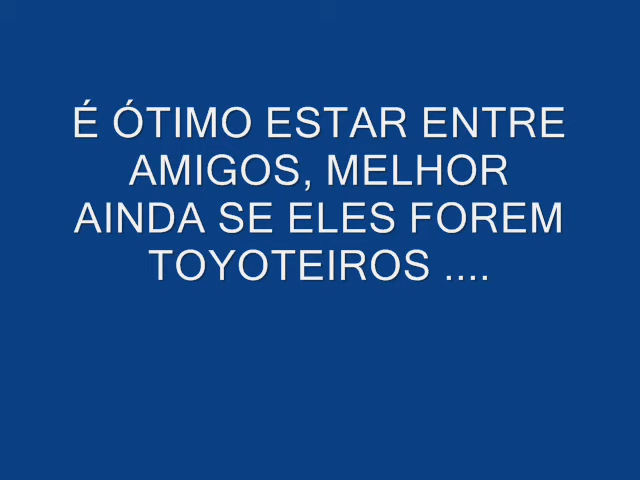 É ÓTIMO ESTAR ENTRE
AMIGOS, MELHOR
AINDA SE ELES FOREM
TOYOTEIROS ....